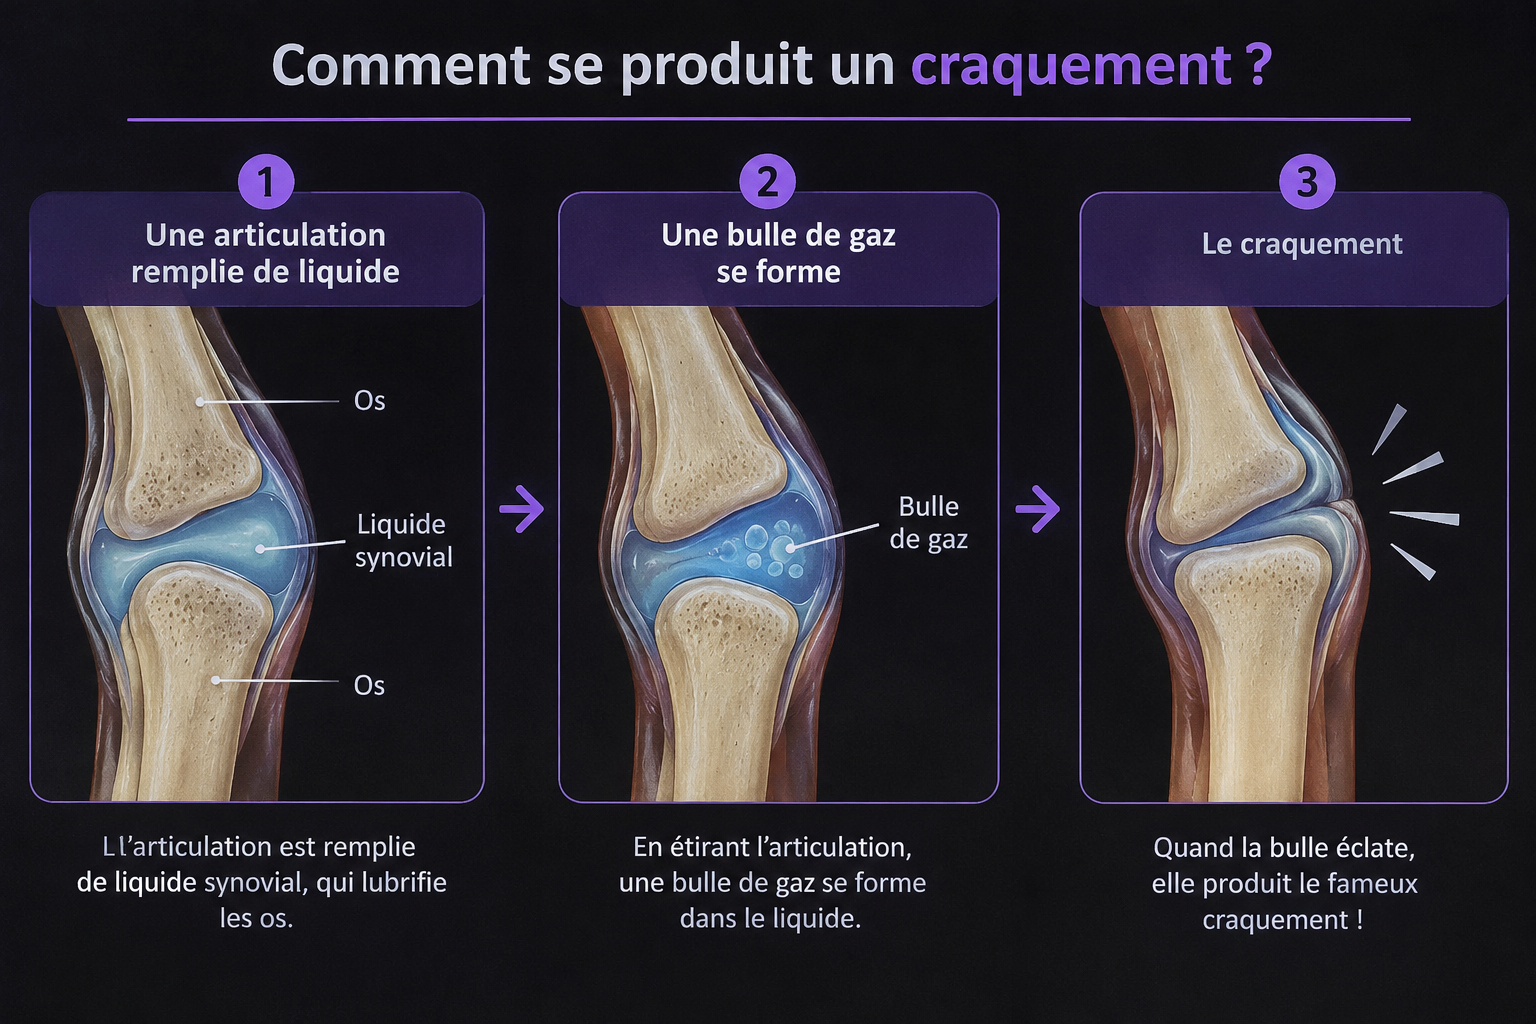 Comment se produit un craquement ?
1
Une articulation
remplie de liquide
Os
Liquide
synovial
Os
Ll’articulation est remplie
de liquide synovial, qui lubrifie
les os.
2
Une bulle de gaz
se forme
Bulle
de gaz
En étirant l’articulation,
une bulle de gaz se forme
dans le liquide.
3
Le craquement
Quand la bulle éclate,
elle produit le fameux
craquement !